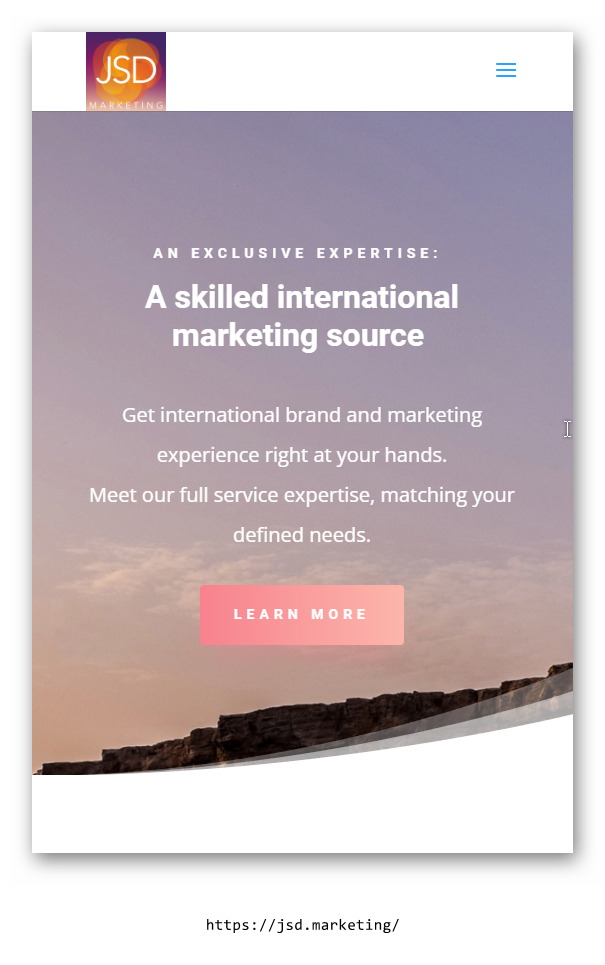 JSD
MARKETING
AN EXCLUSIVE EXPERTISE:
A skilled international
marketing source
Get international brand and marketing
experience right at your hands.
Meet our full service expertise, matching your
defined needs.
LEARN MORE
https://jsd.marketing/